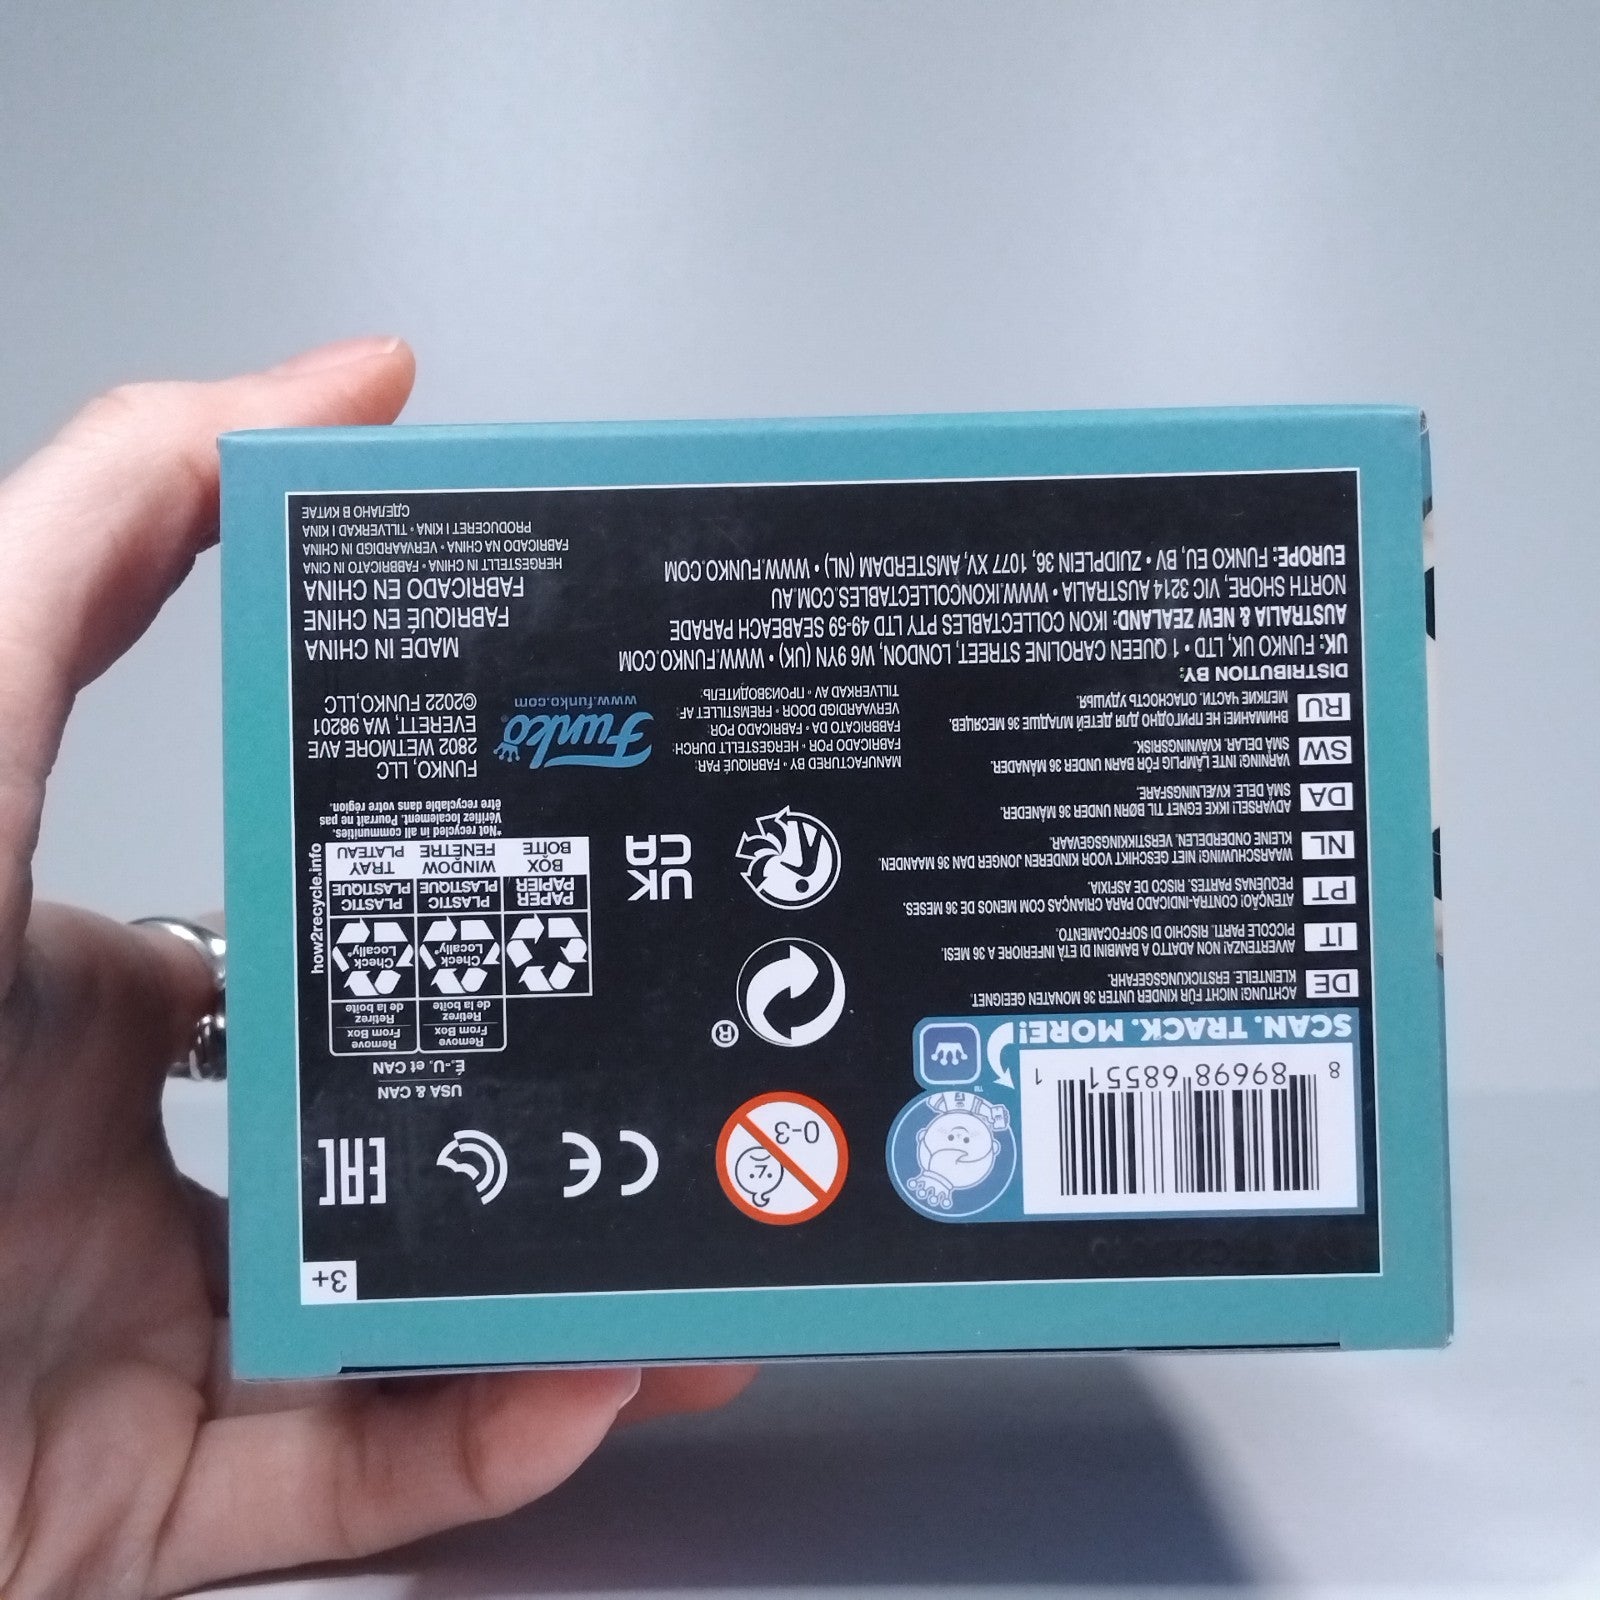 3+
8 89698 68551 1
™
SCAN. TRACK. MORE!
0-3
CE
EAC
USA & CAN
É.-U. et CAN
®
Remove
From Box
Retirez
de la boîte
Remove
From Box
Retirez
de la boîte
Check
Locally*
Check
Locally*
PAPER
PAPIER
BOX
BOÎTE
PLASTIC
PLASTIQUE
WINDOW
FENÊTRE
PLASTIC
PLASTIQUE
TRAY
PLATEAU
how2recycle.info
*Not recycled in all communities.
Vérifiez localement. Pourrait ne pas
être recyclable dans votre région.
UK
CA
DE ACHTUNG! NICHT FÜR KINDER UNTER 36 MONATEN GEEIGNET.
KLEINTEILE. ERSTICKUNGSGEFAHR.
IT AVVERTENZA! NON ADATTO A BAMBINI DI ETÀ INFERIORE A 36 MESI.
PICCOLE PARTI. RISCHIO DI SOFFOCAMENTO.
PT ATENÇÃO! CONTRA-INDICADO PARA CRIANÇAS COM MENOS DE 36 MESES.
PEQUENAS PARTES. RISCO DE ASFIXIA.
NL WAARSCHUWING! NIET GESCHIKT VOOR KINDEREN JONGER DAN 36 MAANDEN.
KLEINE ONDERDELEN. VERSTIKKINGSGEVAAR.
DA ADVARSEL! IKKE EGNET TIL BØRN UNDER 36 MÅNEDER.
SMÅ DELE. KVÆLNINGSFARE.
SW VARNING! INTE LÄMPLIG FÖR BARN UNDER 36 MÅNADER.
SMÅ DELAR. KVÄVNINGSRISK.
RU ВНИМАНИЕ! НЕ ПРИГОДНО ДЛЯ ДЕТЕЙ МЛАДШЕ 36 МЕСЯЦЕВ.
МЕЛКИЕ ЧАСТИ. ОПАСНОСТЬ УДУШЬЯ.
MANUFACTURED BY • FABRIQUÉ PAR:
FABRICADO POR • HERGESTELLT DURCH:
FABBRICATO DA • FABRICADO POR:
VERVAARDIGD DOOR • FREMSTILLET AF
TILLVERKAD AV • ПРОИЗВОДИТЕЛЬ:
Funko®
www.funko.com
FUNKO, LLC
2802 WETMORE AVE
EVERETT, WA 98201
©2022 FUNKO,LLC
DISTRIBUTION BY:
UK: FUNKO UK, LTD • 1 QUEEN CAROLINE STREET, LONDON, W6 9YN (UK) • WWW.FUNKO.COM
AUSTRALIA & NEW ZEALAND: IKON COLLECTABLES PTY LTD 49-59 SEABEACH PARADE
NORTH SHORE, VIC 3214 AUSTRALIA • WWW.IKONCOLLECTABLES.COM.AU
EUROPE: FUNKO EU, BV • ZUIDPLEIN 36, 1077 XV, AMSTERDAM (NL) • WWW.FUNKO.COM
MADE IN CHINA
FABRIQUÉ EN CHINE
FABRICADO EN CHINA
HERGESTELLT IN CHINA • FABBRICATO IN CINA
FABRICADO NA CHINA • VERVAARDIGD IN CHINA
PRODUCERET I KINA • TILLVERKAD I KINA
СДЕЛАНО В КИТАЕ